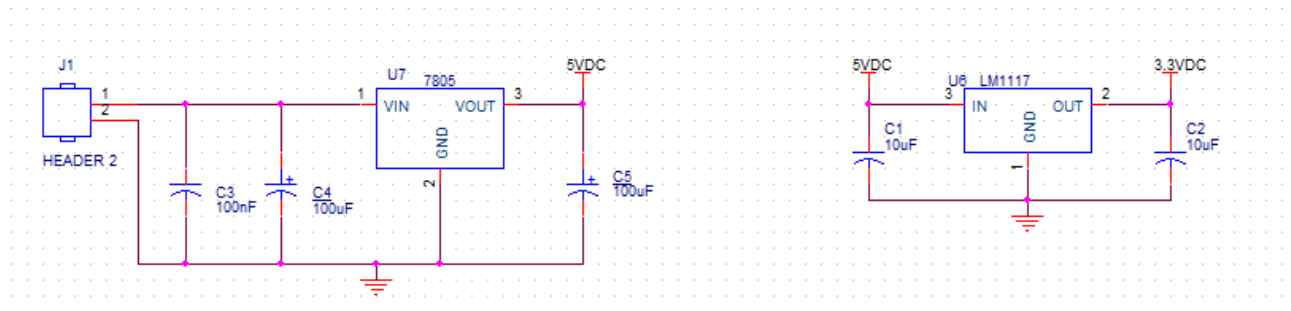 J1
1
2
HEADER 2
C3
100nF
C4
100uF
U7
7805
1
VIN
VOUT
3
GND
2
5VDC
C5
100uF
5VDC
C1
10uF
U6
LM1117
3
IN
OUT
2
GND
1
3.3VDC
C2
10uF